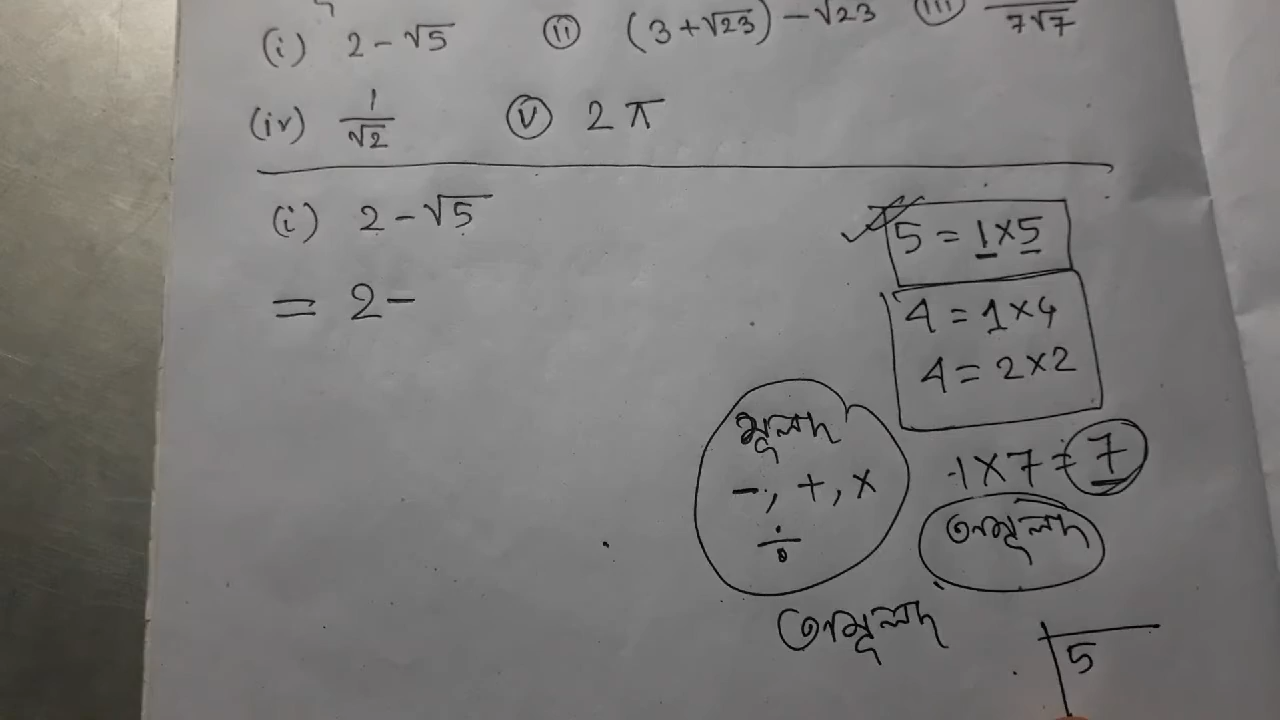 (i) 2 - √5 (ii) (3 + √23) - √23 (iii) 7√7
(iv) 1/√2 (v) 2π
(i) 2 - √5
= 2 -
5 = 1 × 5
4 = 1 × 4
4 = 2 × 2
মূলদ
-, +, ×
÷
1 × 7 = 7
অমূলদ
অমূলদ
5